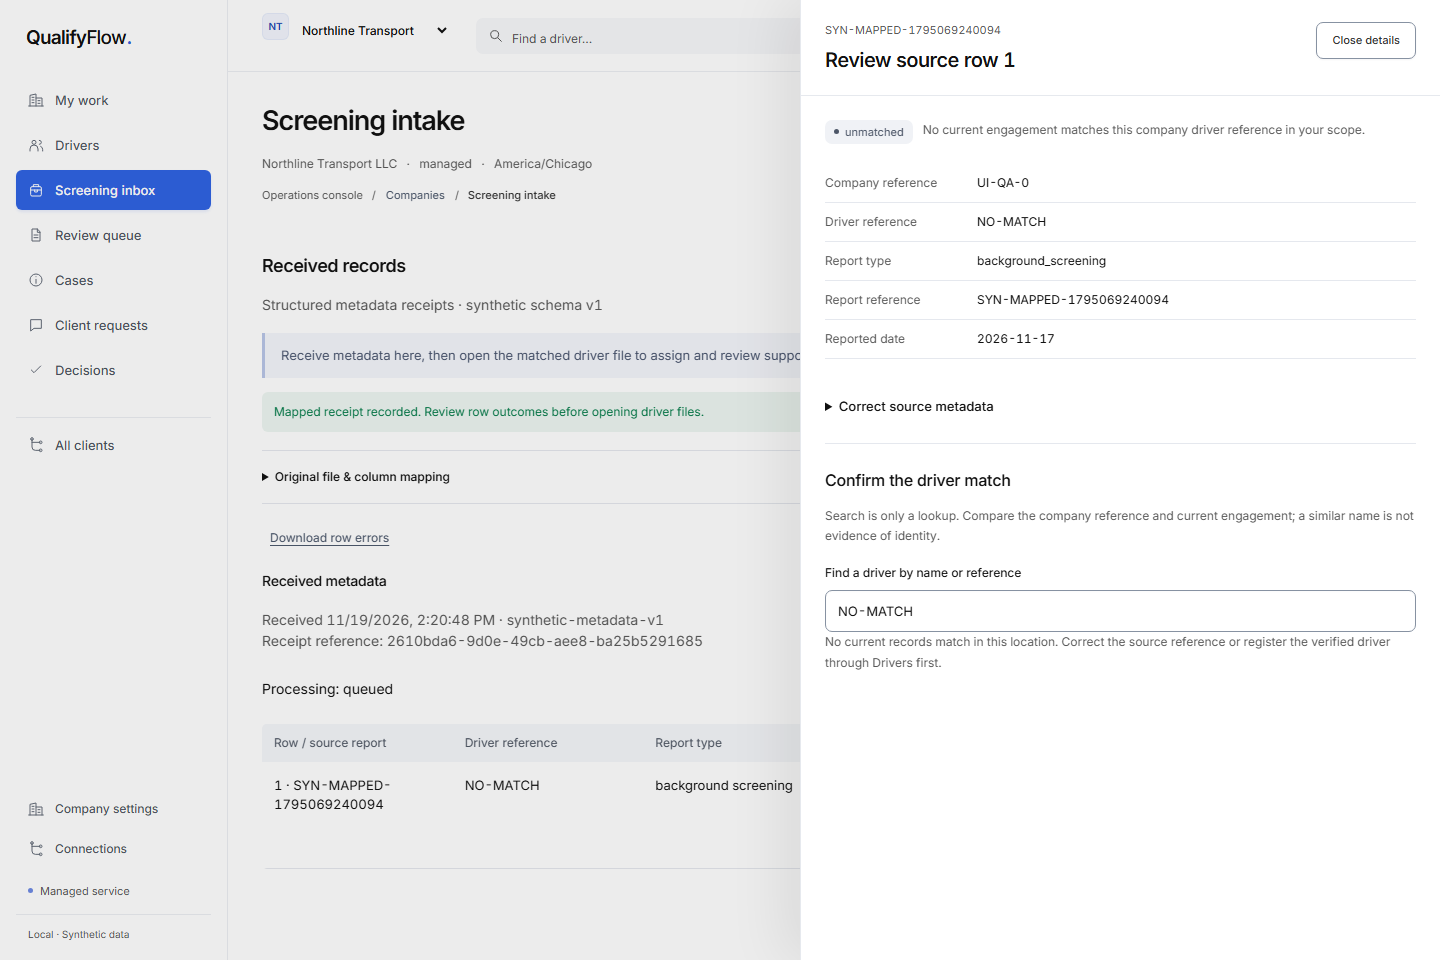 QualifyFlow.
My work
Drivers
Screening inbox
Review queue
Cases
Client requests
Decisions
All clients
Company settings
Connections
Managed service
Local · Synthetic data
NT
Northline Transport
Find a driver...
Screening intake
Northline Transport LLC · managed · America/Chicago
Operations console / Companies / Screening intake
Received records
Structured metadata receipts · synthetic schema v1
Receive metadata here, then open the matched driver file to assign and review suppo
Mapped receipt recorded. Review row outcomes before opening driver files.
Original file & column mapping
Download row errors
Received metadata
Received 11/19/2026, 2:20:48 PM · synthetic-metadata-v1
Receipt reference: 2610bda6-9d0e-49cb-aee8-ba25b5291685
Processing: queued
Row / source report Driver reference Report type
1 · SYN-MAPPED- NO-MATCH background screening
1795069240094
SYN-MAPPED-1795069240094
Review source row 1
Close details
unmatched No current engagement matches this company driver reference in your scope.
Company reference UI-QA-0
Driver reference NO-MATCH
Report type background_screening
Report reference SYN-MAPPED-1795069240094
Reported date 2026-11-17
Correct source metadata
Confirm the driver match
Search is only a lookup. Compare the company reference and current engagement; a similar name is not
evidence of identity.
Find a driver by name or reference
NO-MATCH
No current records match in this location. Correct the source reference or register the verified driver
through Drivers first.